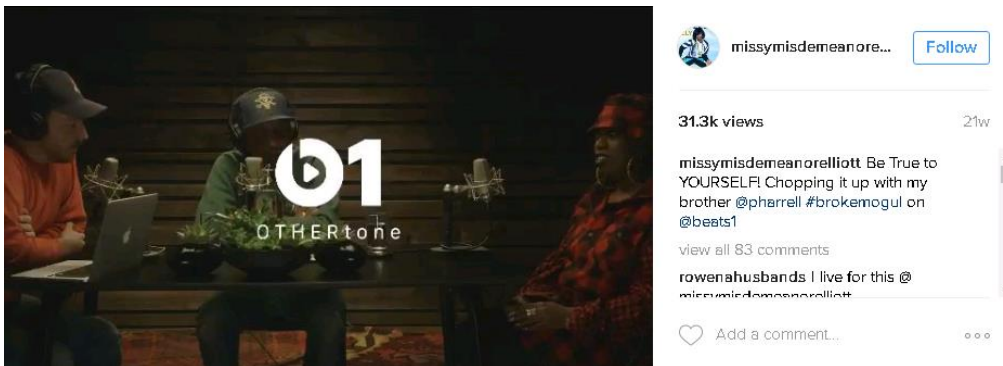 b1
OTHERtone
missymisdemeanore...
Follow
31.3k views
21w
missymisdemeanorelliott Be True to
YOURSELF! Chopping it up with my
brother @pharrell #brokemogul on
@beats1
view all 83 comments
rowenahusbands I live for this @
missymisdemeanorelliott
Add a comment...